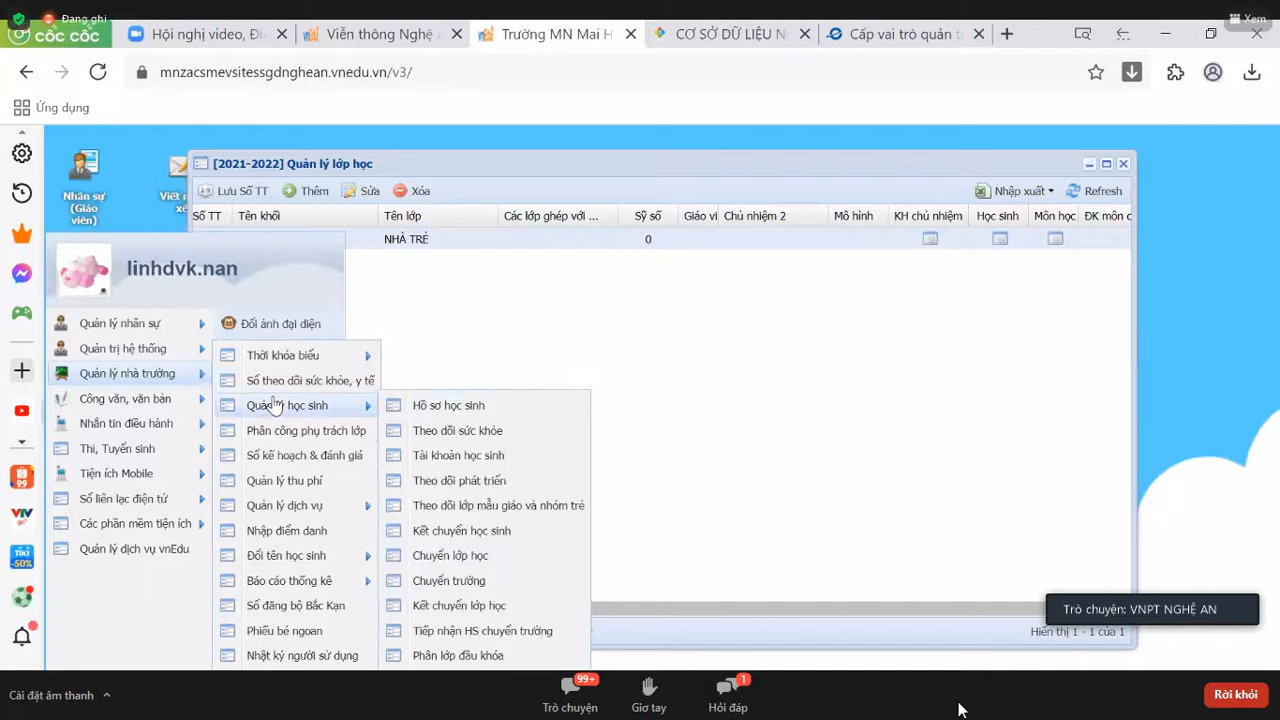 Đang ghi
Xem
CỐC CỐC
Hội nghị video, Di
Viễn thông Nghệ
Trường MN Mai H
CƠ SỞ DỮ LIỆU N
Cấp vai trò quản t
mnzacsmevsitessgdnghean.vnedu.vn/v3/
Ứng dụng
Nhân sự
(Giáo
viên)
Viết n
xé
[2021-2022] Quản lý lớp học
Lưu Số TT
Thêm
Sửa
Xóa
Nhập xuất
Refresh
Số TT
Tên khối
Tên lớp
Các lớp ghép với ...
Sỹ số
Giáo vi
Chủ nhiệm 2
Mô hình
KH chủ nhiệm
Học sinh
Môn học
ĐK môn c
NHÀ TRẺ
0
linhdvk.nan
Quản lý nhân sự
Quản trị hệ thống
Quản lý nhà trường
Công văn, văn bản
Nhắn tin điều hành
Thi, Tuyển sinh
Tiện ích Mobile
Sổ liên lạc điện tử
Các phần mềm tiện ích
Quản lý dịch vụ vnEdu
Đổi ảnh đại diện
Thời khóa biểu
Sổ theo dõi sức khỏe, y tế
Quản lý học sinh
Phân công phụ trách lớp
Sổ kế hoạch & đánh giá
Quản lý thu phí
Quản lý dịch vụ
Nhập điểm danh
Đổi tên học sinh
Báo cáo thống kê
Sổ đăng bộ Bắc Kạn
Phiếu bé ngoan
Nhật ký người sử dụng
Hồ sơ học sinh
Theo dõi sức khỏe
Tài khoản học sinh
Theo dõi phát triển
Theo dõi lớp mẫu giáo và nhóm trẻ
Kết chuyển học sinh
Chuyển lớp học
Chuyển trường
Kết chuyển lớp học
Tiếp nhận HS chuyển trường
Phân lớp đầu khóa
Trò chuyện: VNPT NGHỆ AN
Hiển thị 1 - 1 của 1
Cài đặt âm thanh
99+
Trò chuyện
Giơ tay
1
Hỏi đáp
Rời khỏi